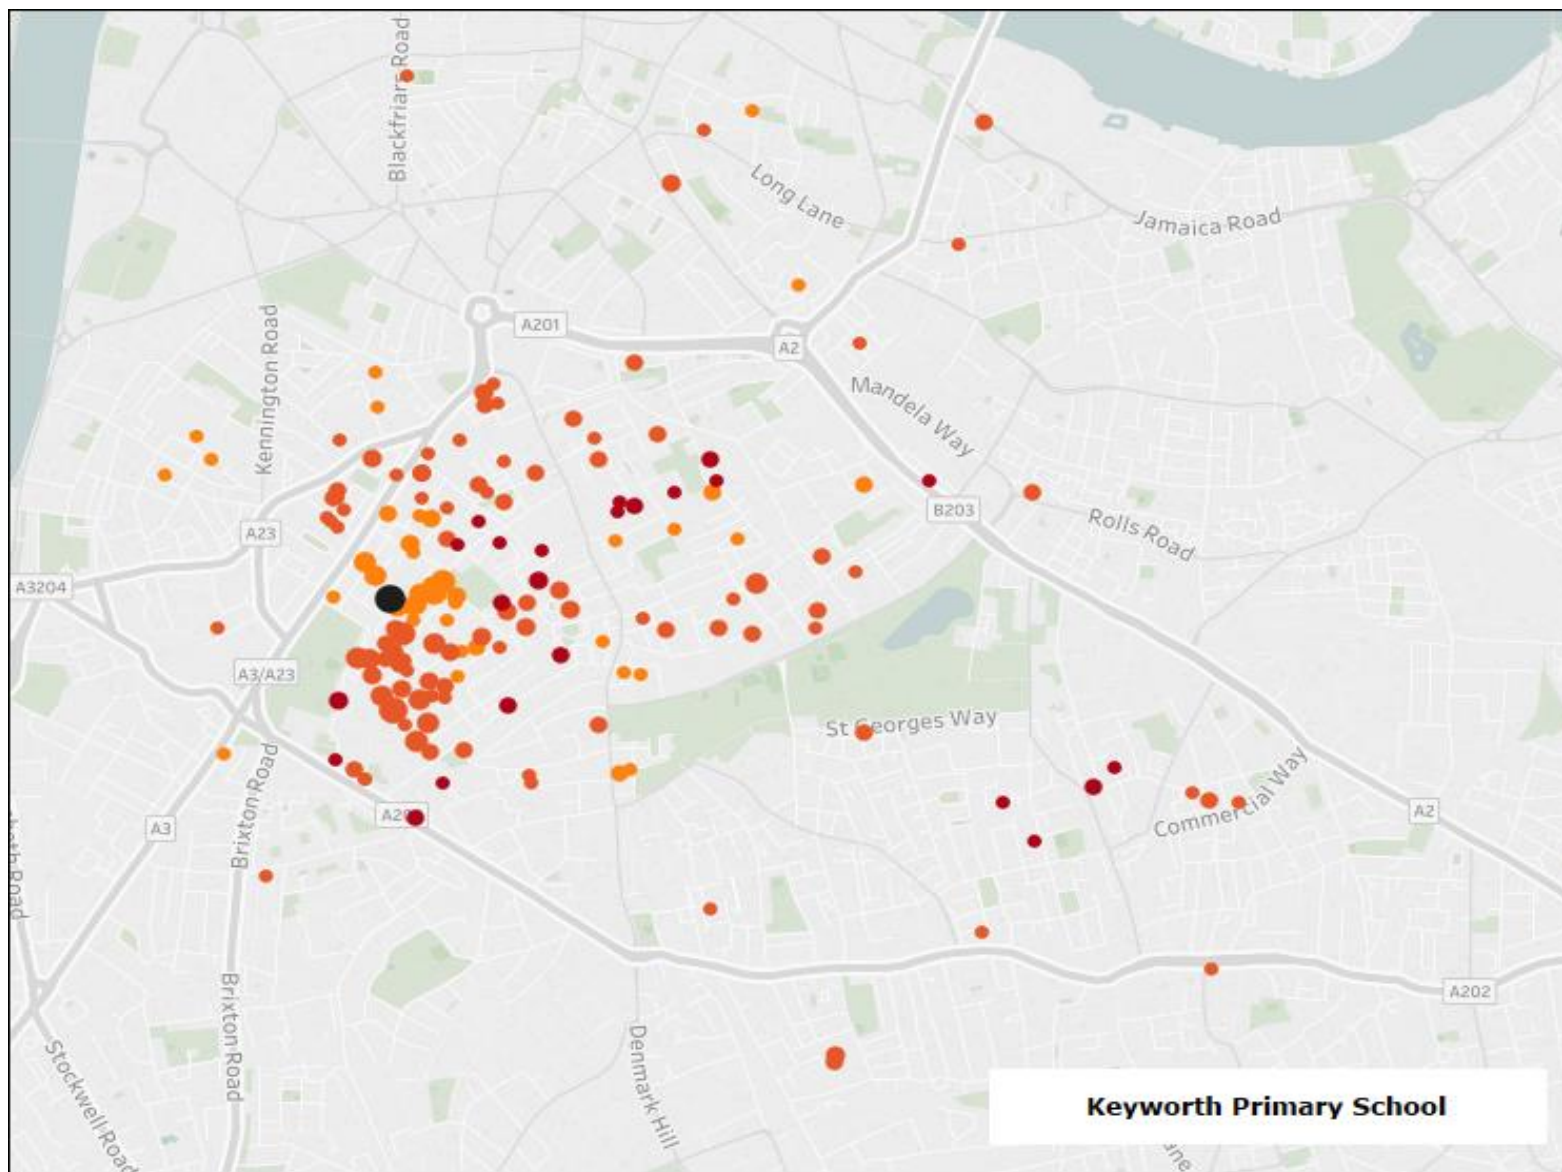 Blackfriars Road
Long Lane
Jamaica Road
A201
Kennington Road
A2
Mandela Way
B203
Rolls Road
A23
A3204
A3/A23
St Georges Way
Brixton Road
A3
Commercial Way
A2
Brixton Road
A202
Stockwell Road
Denmark Hill
Keyworth Primary School